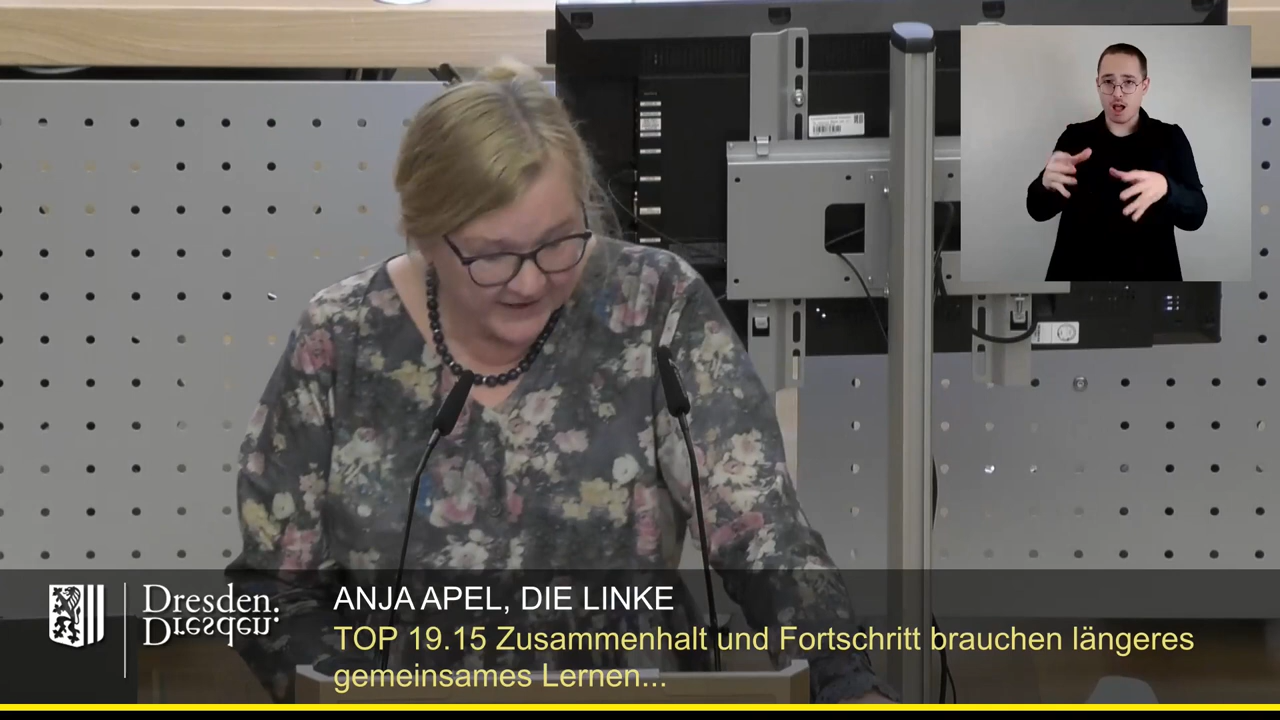 Dresden.
Dresden.
ANJA APEL, DIE LINKE
TOP 19.15 Zusammenhalt und Fortschritt brauchen längeres
gemeinsames Lernen...